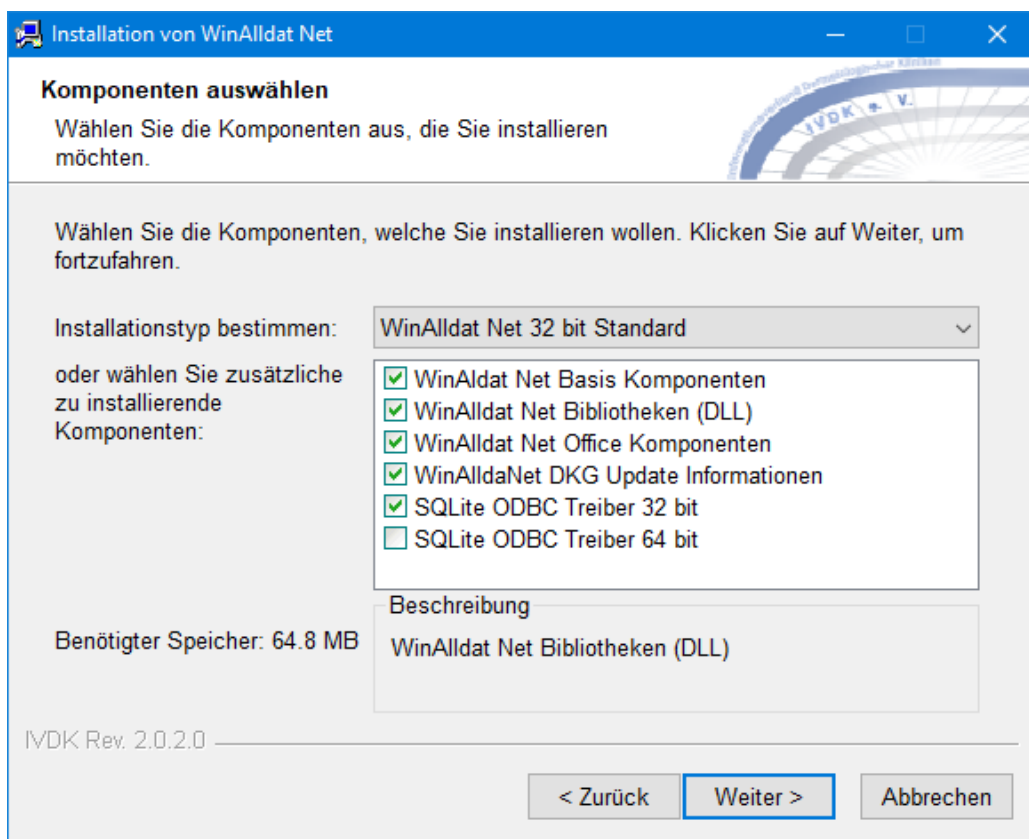 Installation von WinAlldat Net
Komponenten auswählen
Wählen Sie die Komponenten aus, die Sie installieren
möchten.
Informationsverbund Dermatologischer Kliniken
IVDK e. V.
Wählen Sie die Komponenten, welche Sie installieren wollen. Klicken Sie auf Weiter, um
fortzufahren.
Installationstyp bestimmen:
WinAlldat Net 32 bit Standard
oder wählen Sie zusätzliche
zu installierende
Komponenten:
WinAldat Net Basis Komponenten
WinAlldat Net Bibliotheken (DLL)
WinAlldat Net Office Komponenten
WinAlldaNet DKG Update Informationen
SQLite ODBC Treiber 32 bit
SQLite ODBC Treiber 64 bit
Benötigter Speicher: 64.8 MB
Beschreibung
WinAlldat Net Bibliotheken (DLL)
IVDK Rev. 2.0.2.0
< Zurück
Weiter >
Abbrechen